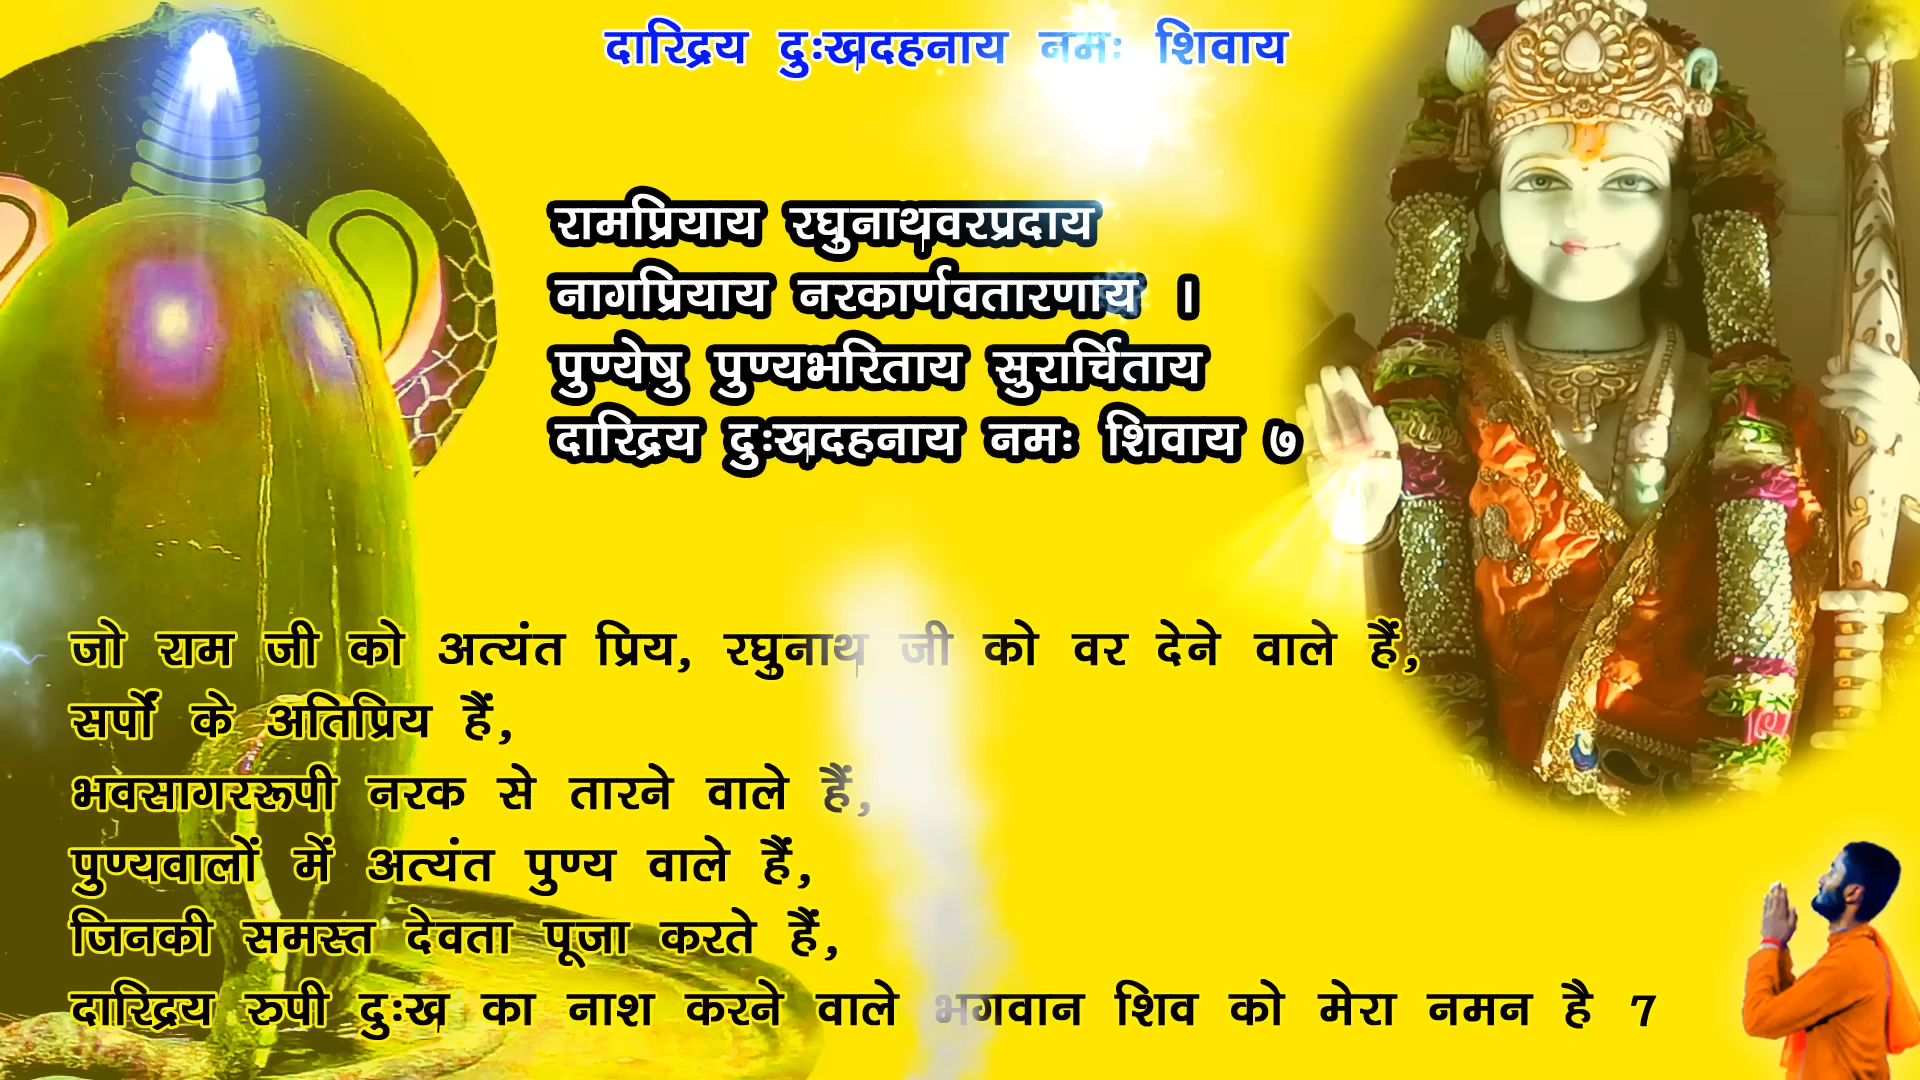 दारिद्रय दुःखदहनाय नमः शिवाय
रामप्रियाय रघुनाथवरप्रदाय
नागप्रियाय नरकार्णवतारणाय ।
पुण्येषु पुण्यभरिताय सुरार्चिताय
दारिद्रय दुःखदहनाय नमः शिवाय ७
जो राम जी को अत्यंत प्रिय, रघुनाथ जी को वर देने वाले हैं,
सर्पों के अतिप्रिय हैं,
भवसागररूपी नरक से तारने वाले हैं,
पुण्यवालों में अत्यंत पुण्य वाले हैं,
जिनकी समस्त देवता पूजा करते हैं,
दारिद्रय रुपी दुःख का नाश करने वाले भगवान शिव को मेरा नमन है 7